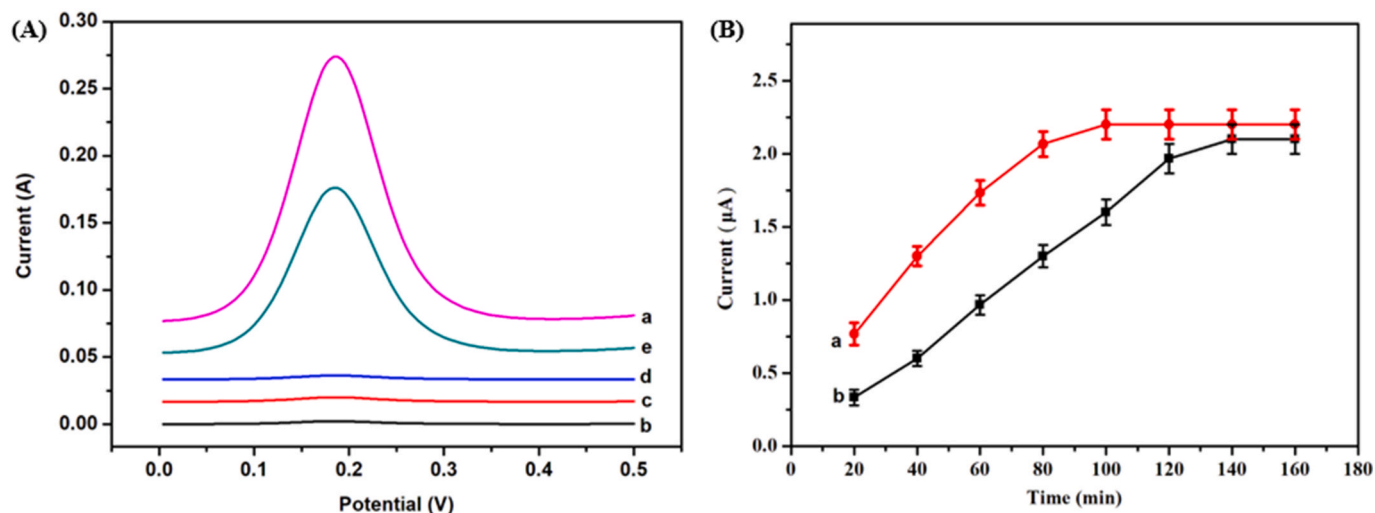 (A)
0.30
0.25
0.20
0.15
0.10
0.05
0.00
Current (A)
a
e
d
c
b
0.0 0.1 0.2 0.3 0.4 0.5
Potential (V)
(B)
2.5
2.0
1.5
1.0
0.5
0.0
Current (μA)
a
b
0 20 40 60 80 100 120 140 160 180
Time (min)